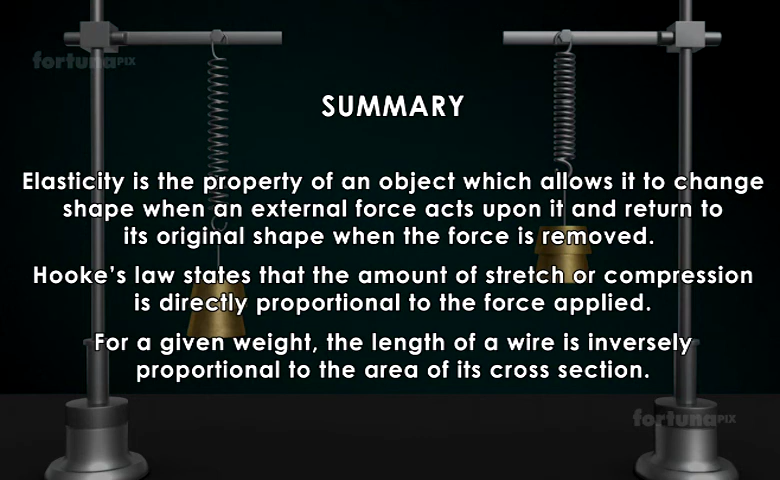 fortunaPIX
SUMMARY
Elasticity is the property of an object which allows it to change
shape when an external force acts upon it and return to
its original shape when the force is removed.
Hooke's law states that the amount of stretch or compression
is directly proportional to the force applied.
For a given weight, the length of a wire is inversely
proportional to the area of its cross section.
fortunaPIX